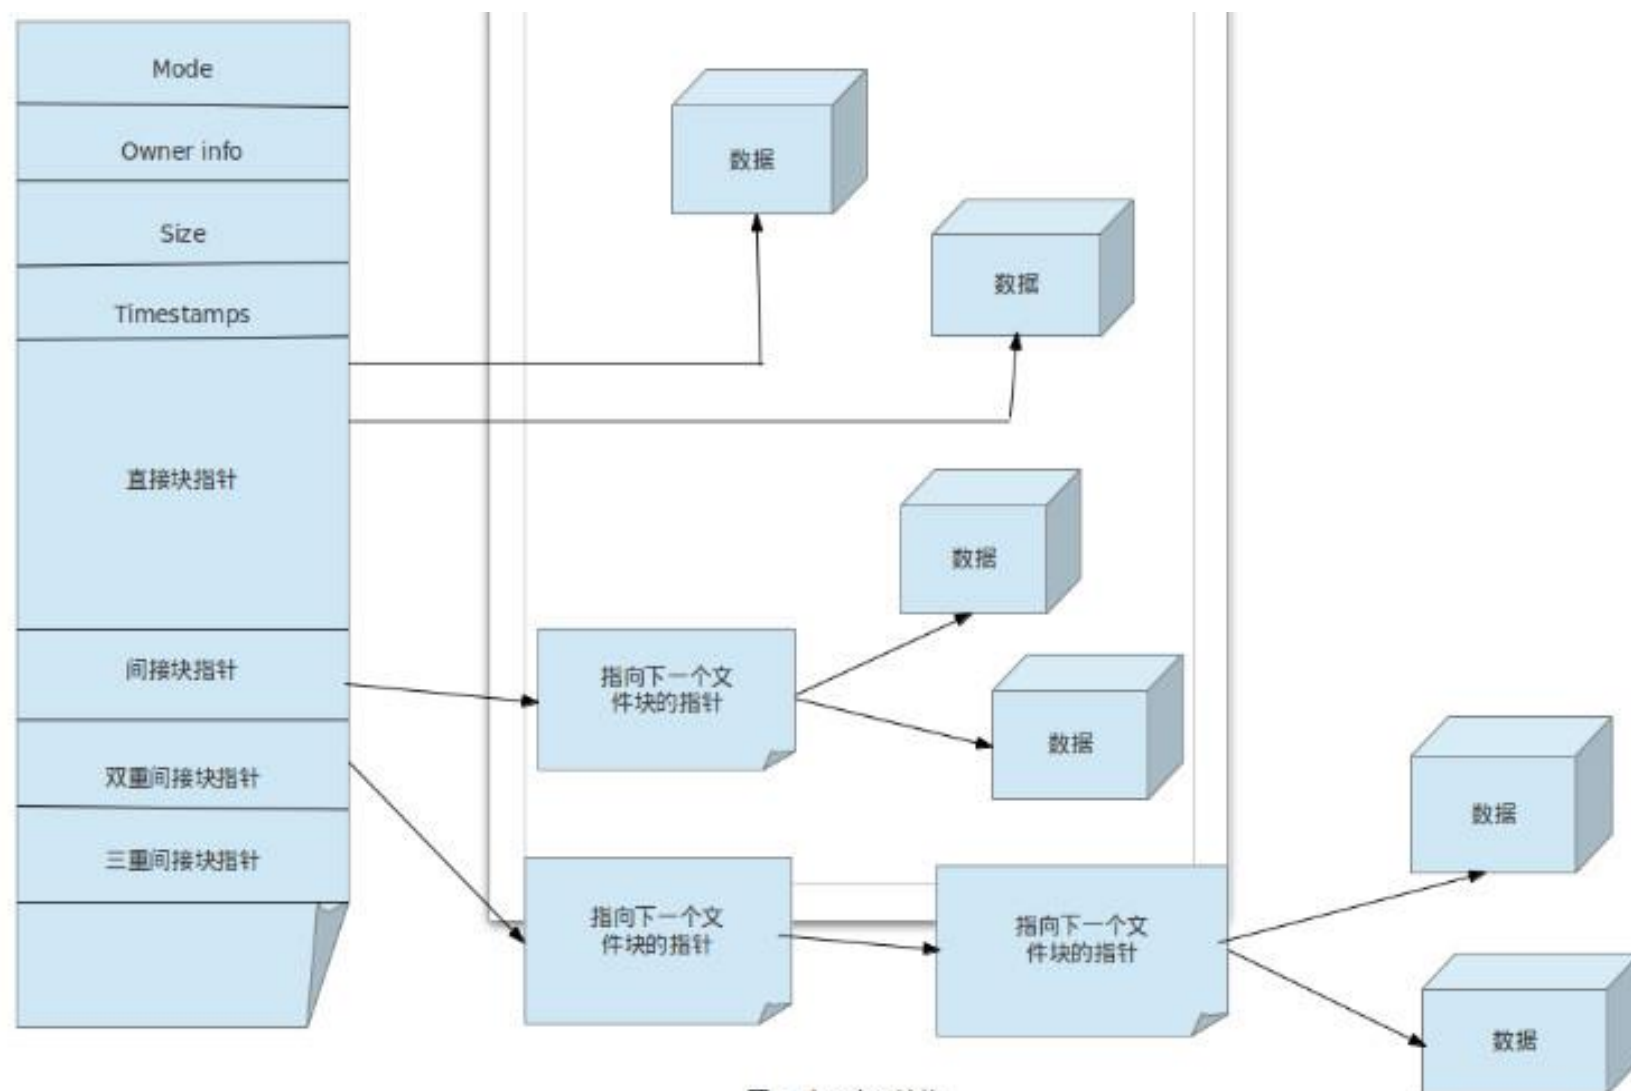 Mode
Owner info
Size
Timestamps
直接块指针
间接块指针
双重间接块指针
三重间接块指针
数据
数据
数据
指向下一个文
件块的指针
数据
指向下一个文
件块的指针
指向下一个文
件块的指针
数据
数据